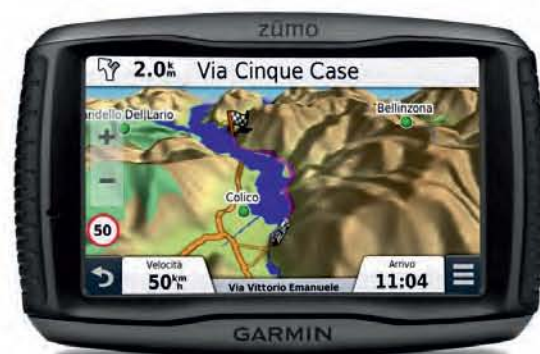 zūmo
2.0 k m Via Cinque Case
ndello Del Lario
Bellinzona
+
-
Colico
50
Velocità
50 km h
Via Vittorio Emanuele
Arrivo
11:04
GARMIN